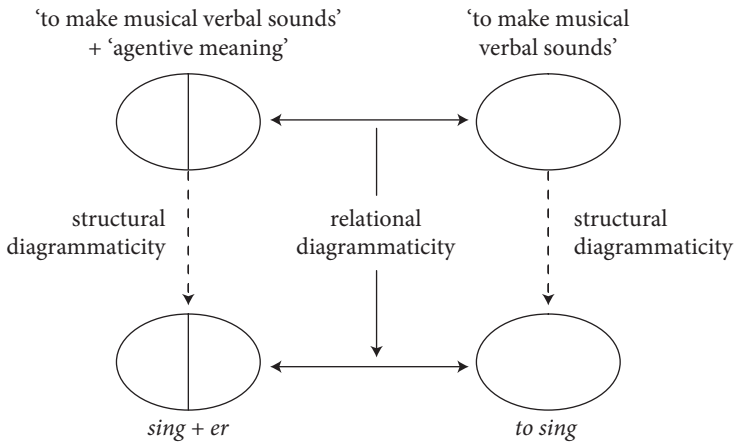 ‘to make musical verbal sounds’
+ ‘agentive meaning’
‘to make musical
verbal sounds’
structural
diagrammaticity
relational
diagrammaticity
structural
diagrammaticity
sing + er
to sing